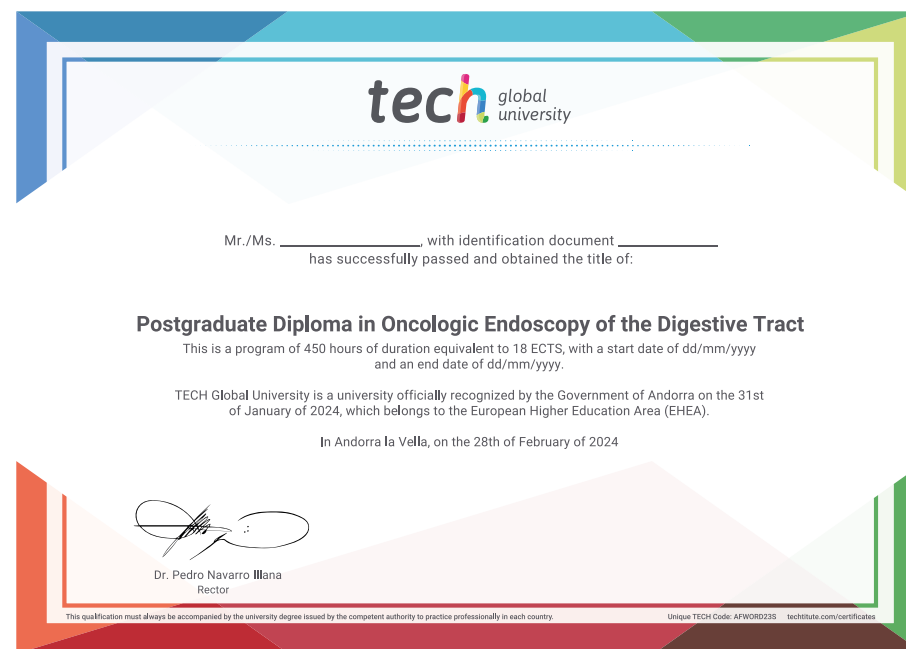 tech global university
Mr./Ms. ____________, with identification document ____________
has successfully passed and obtained the title of:
Postgraduate Diploma in Oncologic Endoscopy of the Digestive Tract
This is a program of 450 hours of duration equivalent to 18 ECTS, with a start date of dd/mm/yyyy
and an end date of dd/mm/yyyy.
TECH Global University is a university officially recognized by the Government of Andorra on the 31st
of January of 2024, which belongs to the European Higher Education Area (EHEA).
In Andorra la Vella, on the 28th of February of 2024
Dr. Pedro Navarro Illana
Rector
This qualification must always be accompanied by the university degree issued by the competent authority to practice professionally in each country.
Unique TECH Code: AFWORD23S techtitute.com/certificates